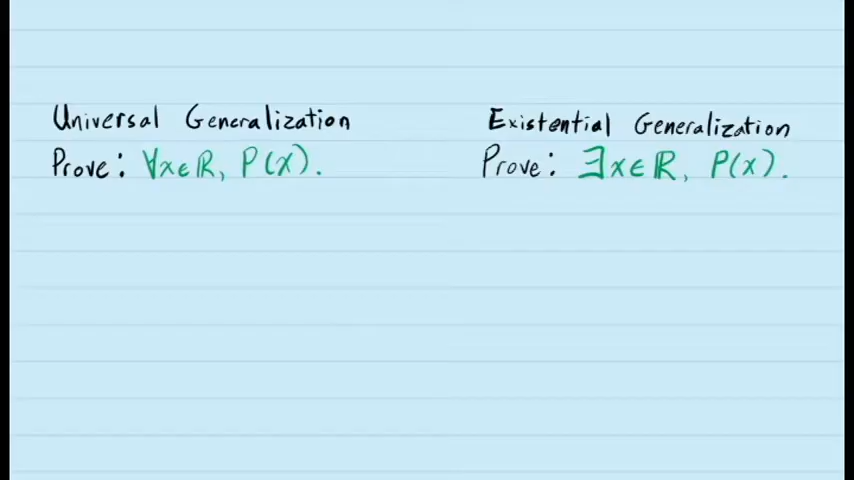 Universal Generalization
Prove: ∀x∈ℝ, P(x).
Existential Generalization
Prove: ∃x∈ℝ, P(x).